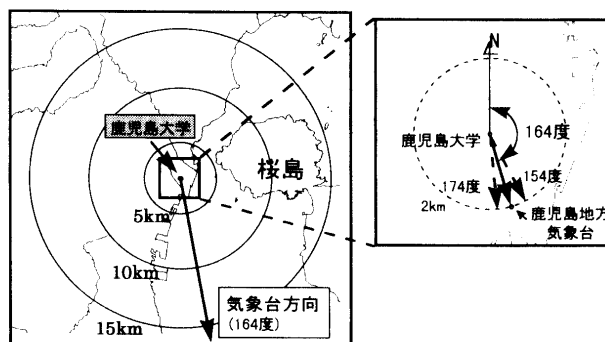 鹿児島大学
桜島
5km
10km
15km
気象台方向
(164度)
N
鹿児島大学
164度
174度
154度
2km
鹿児島地方
気象台